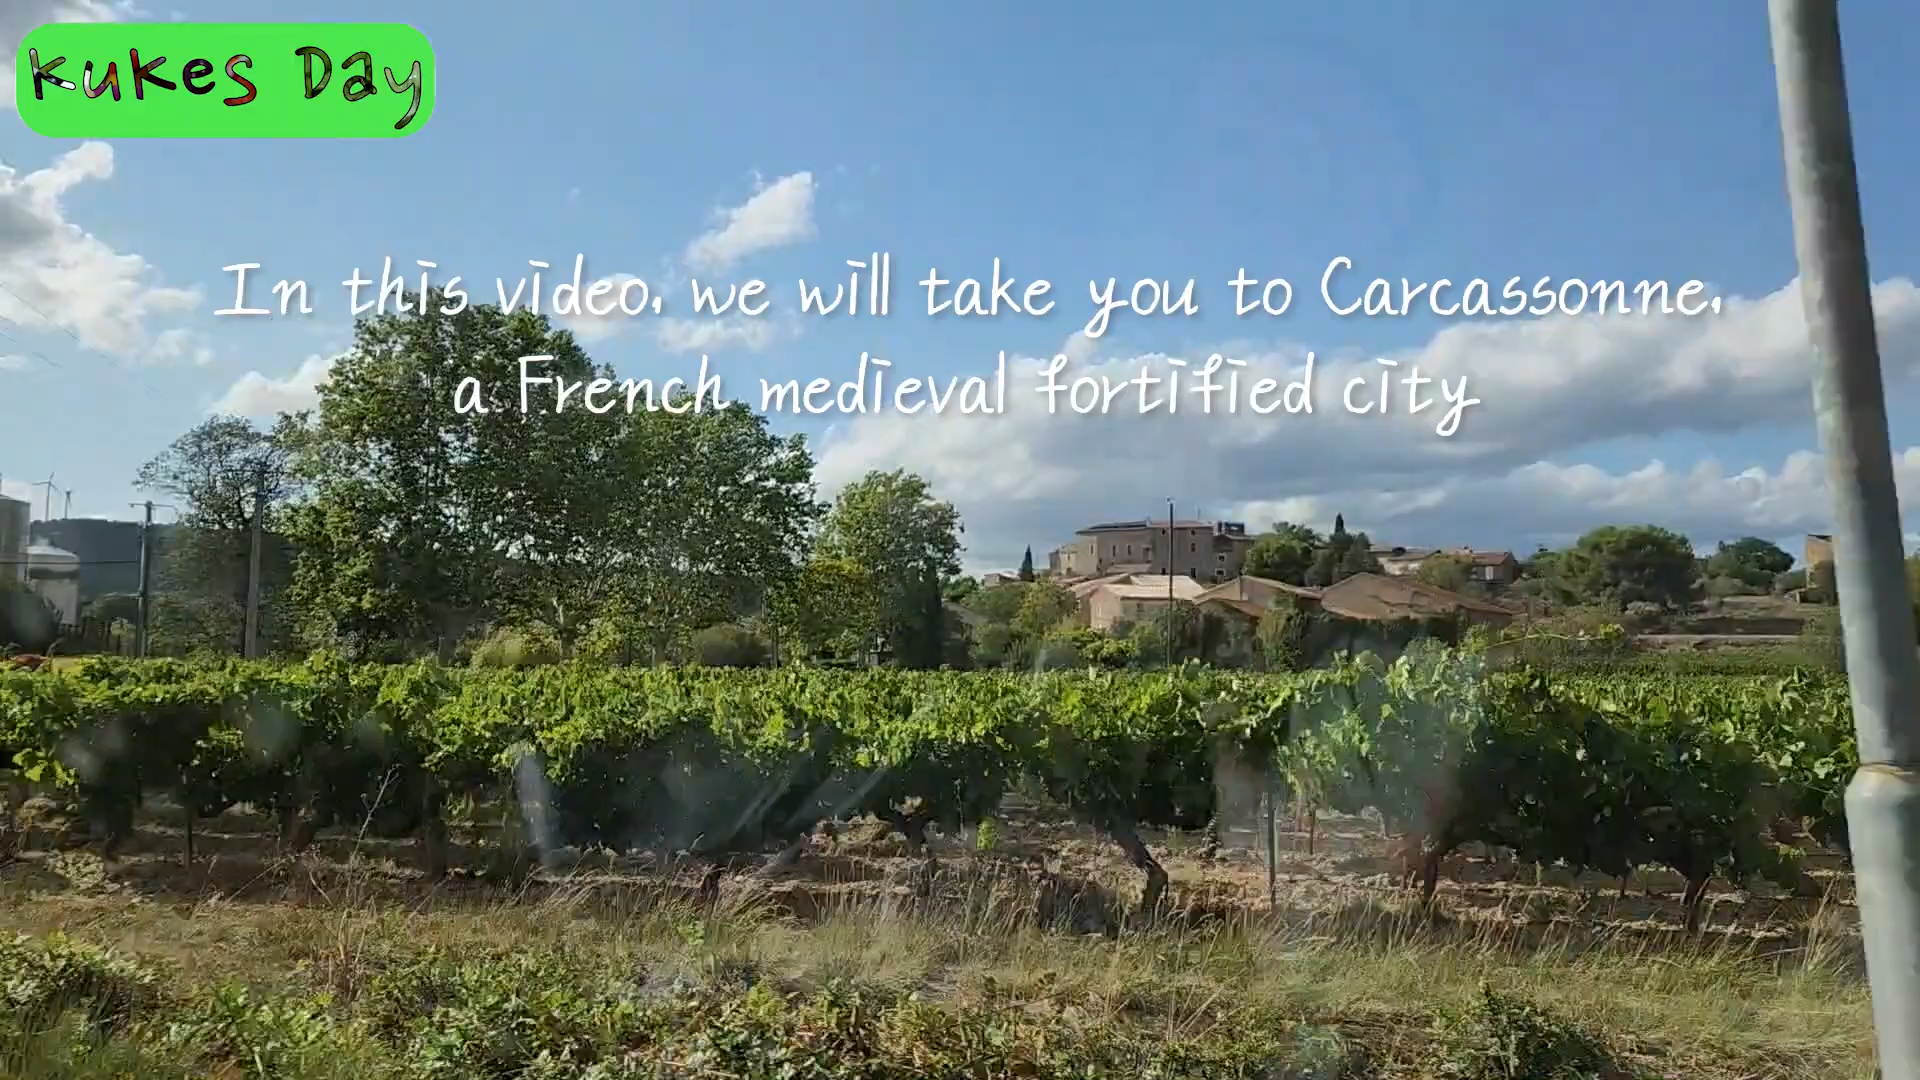 Kukes Day
In this video, we will take you to Carcassonne,
a French medieval fortified city